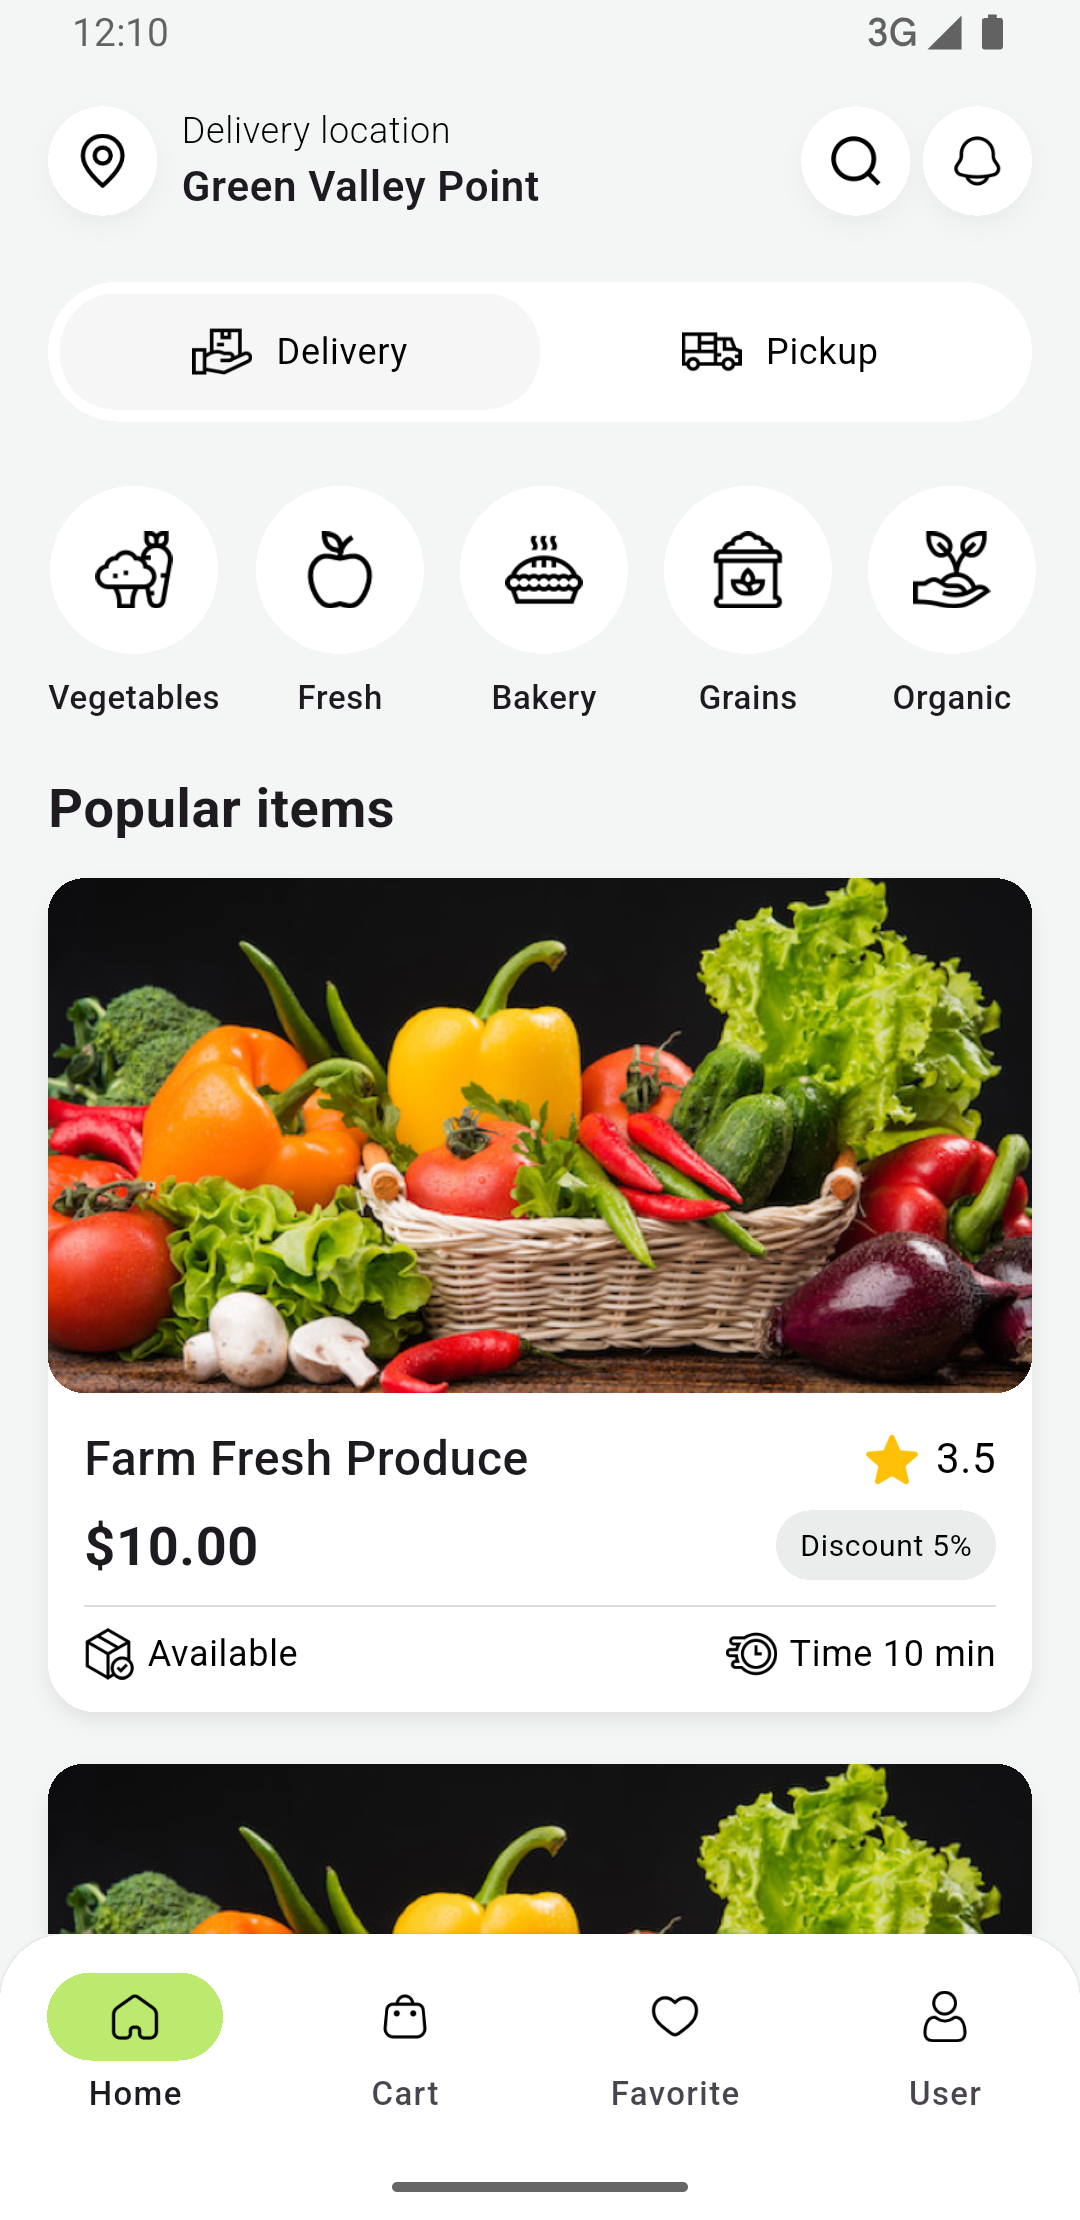 12:10
3G
Delivery location
Green Valley Point
Delivery
Pickup
Vegetables
Fresh
Bakery
Grains
Organic
Popular items
Farm Fresh Produce
3.5
$10.00
Discount 5%
Available
Time 10 min
Home
Cart
Favorite
User